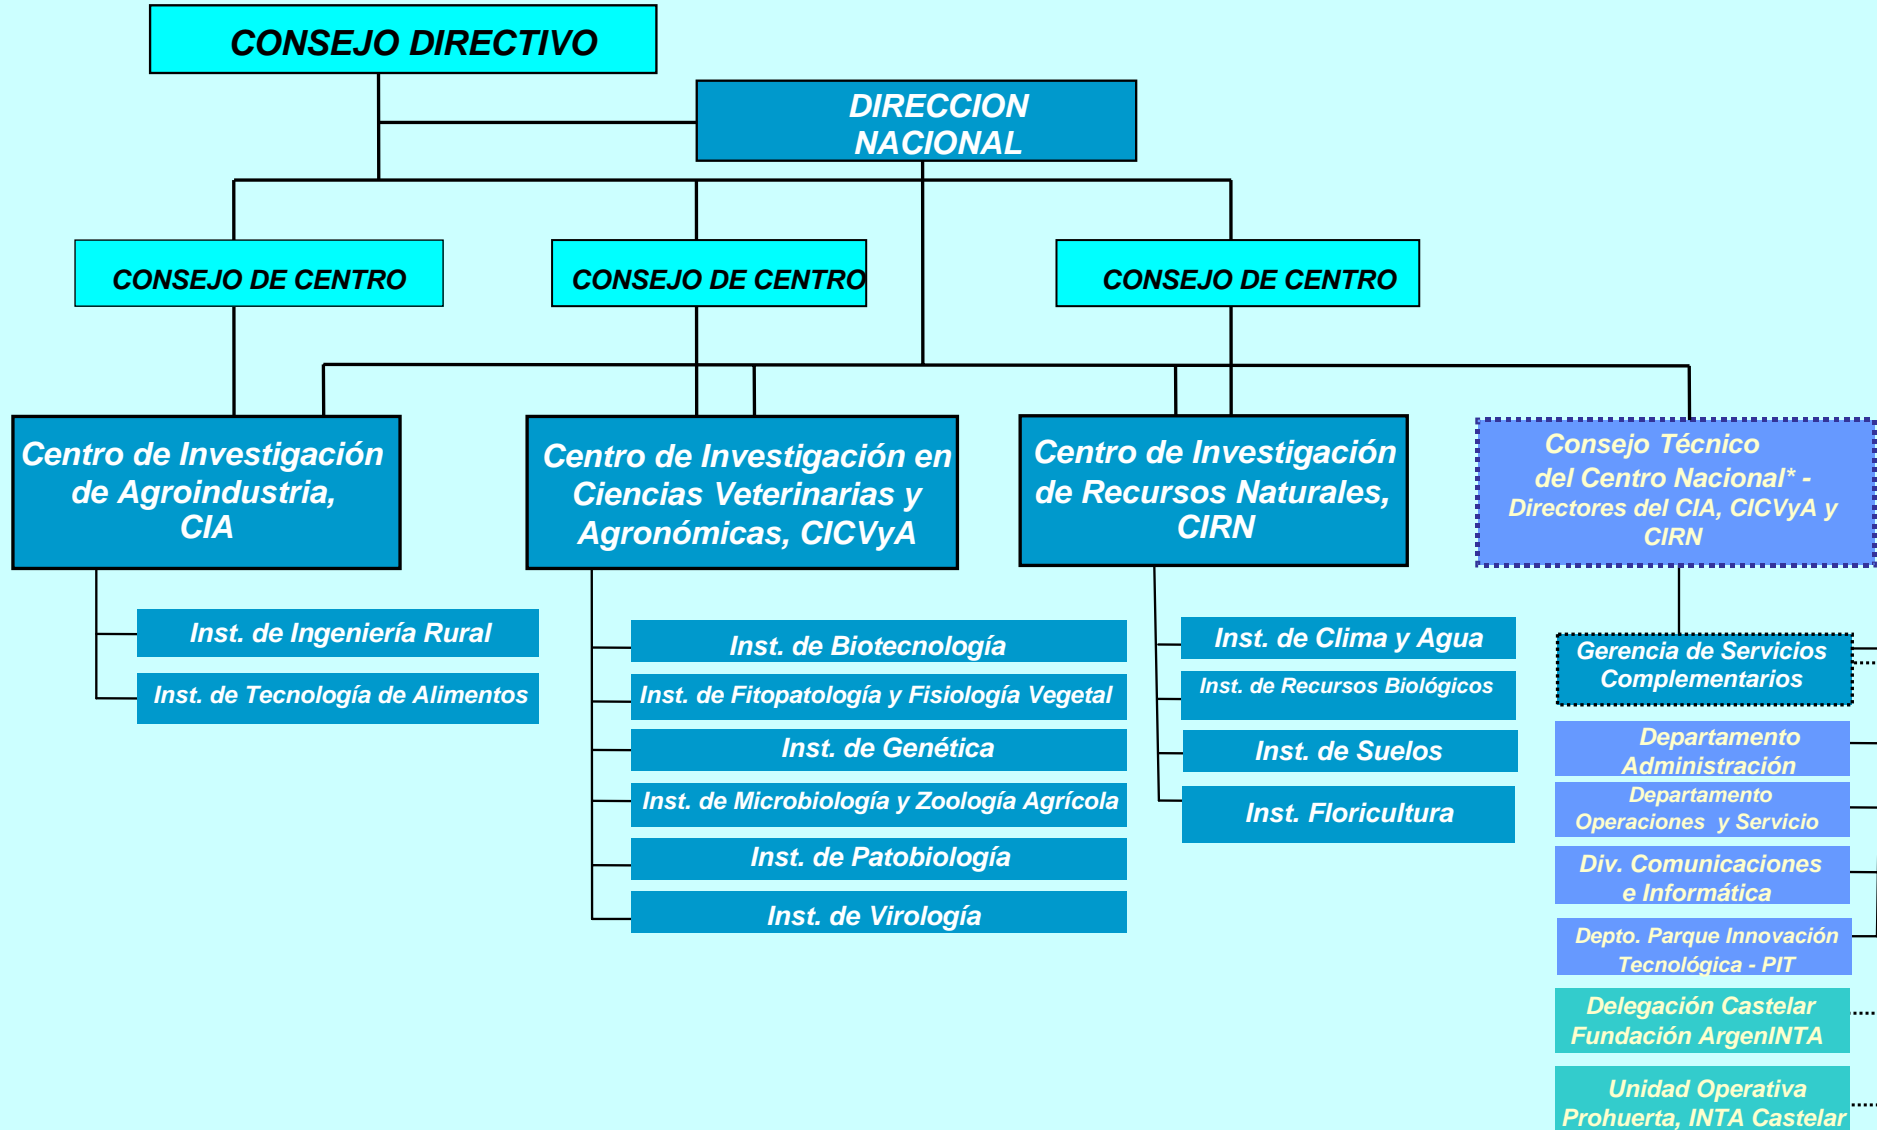 CONSEJO DIRECTIVO
DIRECCION
NACIONAL
CONSEJO DE CENTRO
CONSEJO DE CENTRO
CONSEJO DE CENTRO
Centro de Investigación
de Agroindustria,
CIA
Centro de Investigación en
Ciencias Veterinarias y
Agronómicas, CICVyA
Centro de Investigación
de Recursos Naturales,
CIRN
Consejo Técnico
del Centro Nacional* -
Directores del CIA, CICVyA y
CIRN
Inst. de Ingeniería Rural
Inst. de Tecnología de Alimentos
Inst. de Biotecnología
Inst. de Fitopatología y Fisiología Vegetal
Inst. de Genética
Inst. de Microbiología y Zoología Agrícola
Inst. de Patobiología
Inst. de Virología
Inst. de Clima y Agua
Inst. de Recursos Biológicos
Inst. de Suelos
Inst. Floricultura
Gerencia de Servicios
Complementarios
Departamento
Administración
Departamento
Operaciones y Servicio
Div. Comunicaciones
e Informática
Depto. Parque Innovación
Tecnológica - PIT
Delegación Castelar
Fundación ArgenINTA
Unidad Operativa
Prohuerta, INTA Castelar